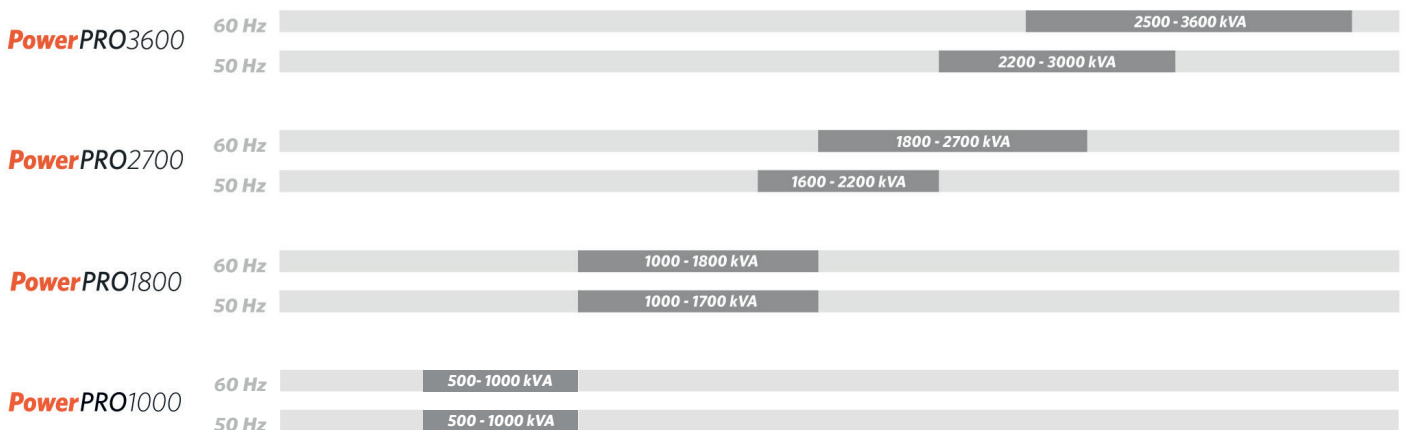 PowerPRO3600
60 Hz 2500 - 3600 kVA
50 Hz 2200 - 3000 kVA
PowerPRO2700
60 Hz 1800 - 2700 kVA
50 Hz 1600 - 2200 kVA
PowerPRO1800
60 Hz 1000 - 1800 kVA
50 Hz 1000 - 1700 kVA
PowerPRO1000
60 Hz 500- 1000 kVA
50 Hz 500 - 1000 kVA